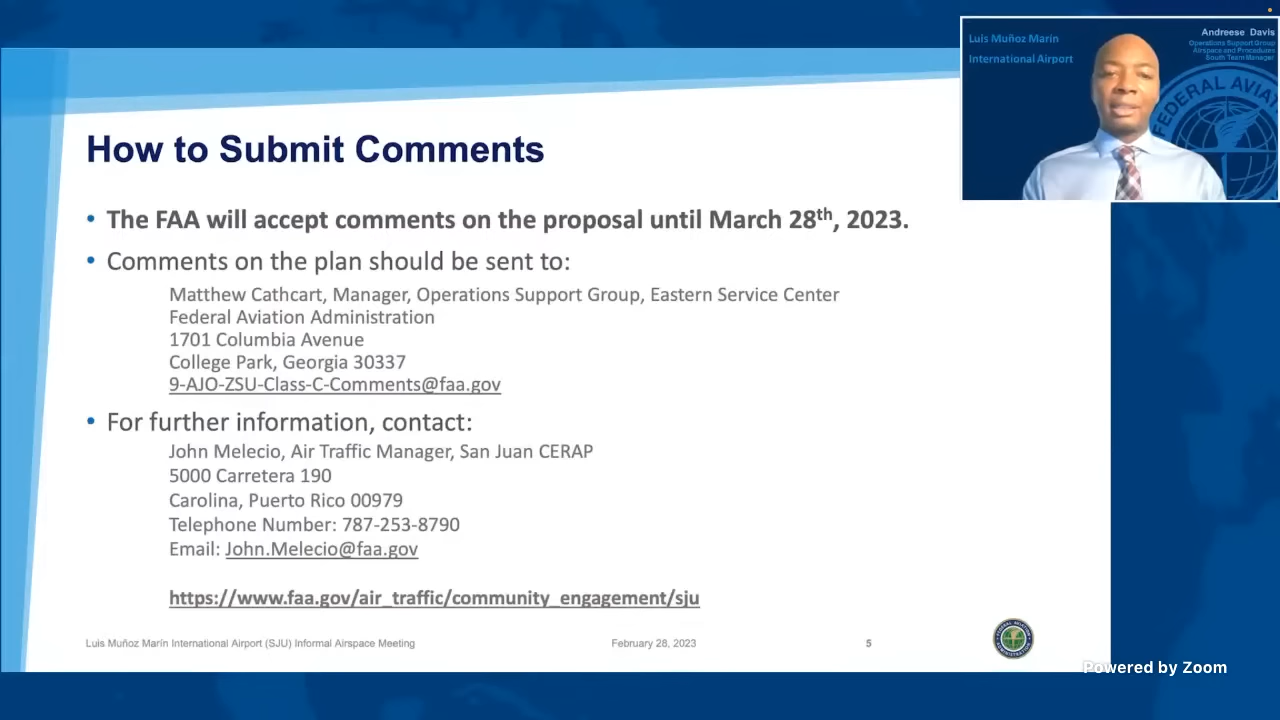 Luis Muñoz Marín
International Airport
Andreese Davis
Operations Support Group
Airspace and Procedures
South Team Manager
FEDERAL AVIAT
How to Submit Comments
• The FAA will accept comments on the proposal until March 28th, 2023.
• Comments on the plan should be sent to:
Matthew Cathcart, Manager, Operations Support Group, Eastern Service Center
Federal Aviation Administration
1701 Columbia Avenue
College Park, Georgia 30337
9-AJO-ZSU-Class-C-Comments@faa.gov
• For further information, contact:
John Melecio, Air Traffic Manager, San Juan CERAP
5000 Carretera 190
Carolina, Puerto Rico 00979
Telephone Number: 787-253-8790
Email: John.Melecio@faa.gov
https://www.faa.gov/air_traffic/community_engagement/sju
Luis Muñoz Marín International Airport (SJU) Informal Airspace Meeting
February 28, 2023
5
Powered by Zoom